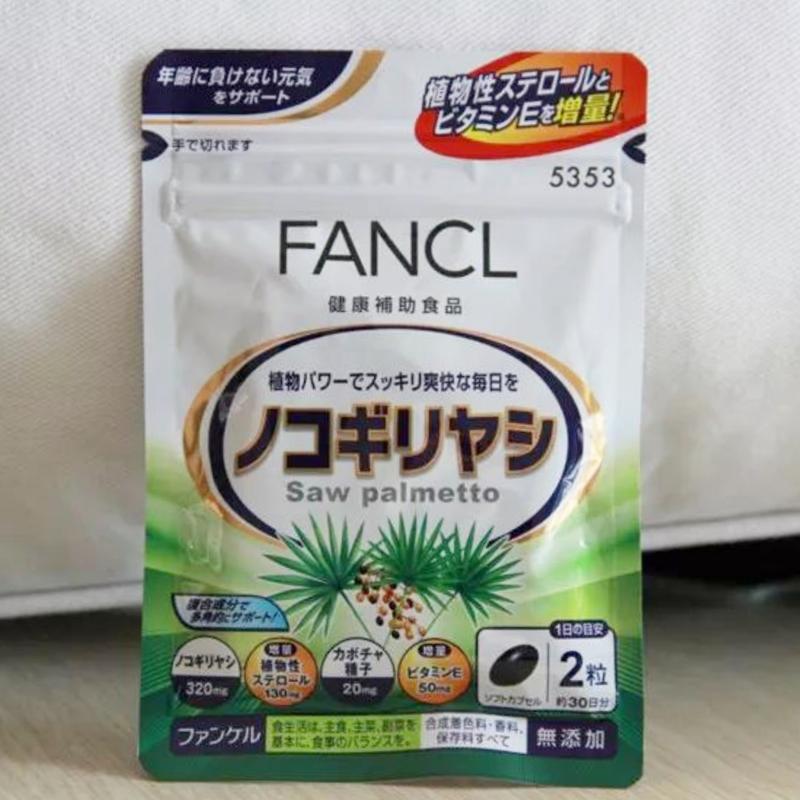 年齢に負けない元気
をサポート
植物性ステロールと
ビタミンEを増量!
手で切れます
5353
FANCL
健康補助食品
植物パワーでスッキリ爽快な毎日を
ノコギリヤシ
Saw palmetto
複合成分で
多角的にサポート!
ノコギリヤシ
320mg
増量
植物性
ステロール
130mg
カボチャ
種子
20mg
増量
ビタミンE
50mg
1日の目安
2粒
ソフトカプセル
約30日分
ファンケル
食生活は、主食、主菜、副菜を
基本に、食事のバランスを。
合成着色料・香料、
保存料すべて
無添加